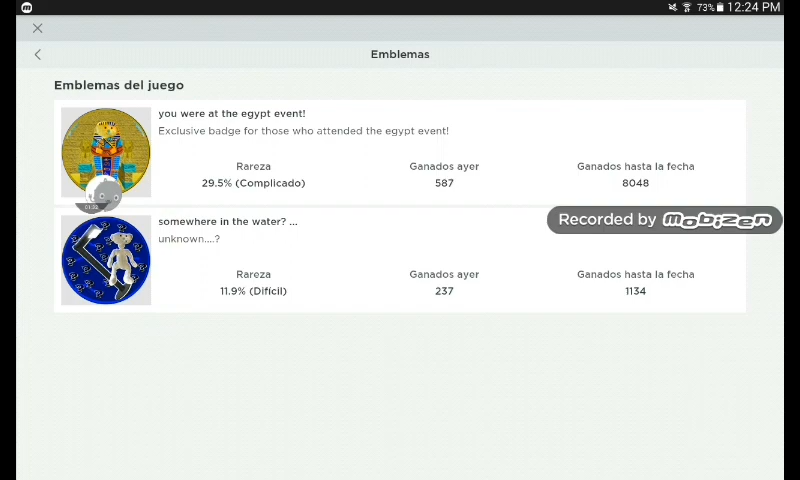 73% 12:24 PM
Emblemas
Emblemas del juego
you were at the egypt event!
Exclusive badge for those who attended the egypt event!
Rareza Ganados ayer Ganados hasta la fecha
29.5% (Complicado) 587 8048
somewhere in the water? ...
Recorded by mobizen
unknown....?
Rareza Ganados ayer Ganados hasta la fecha
11.9% (Difícil) 237 1134